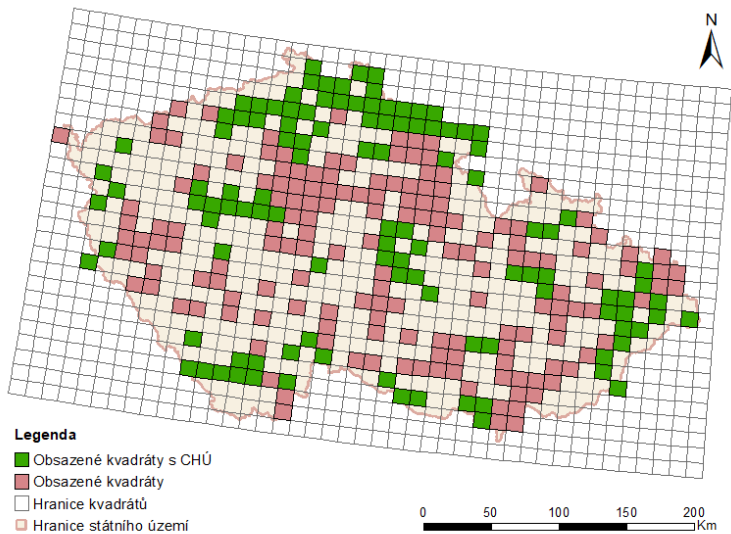 N
Legenda
Obsazené kvadráty s CHÚ
Obsazené kvadráty
Hranice kvadrátů
Hranice státního území
0 50 100 150 200
Km